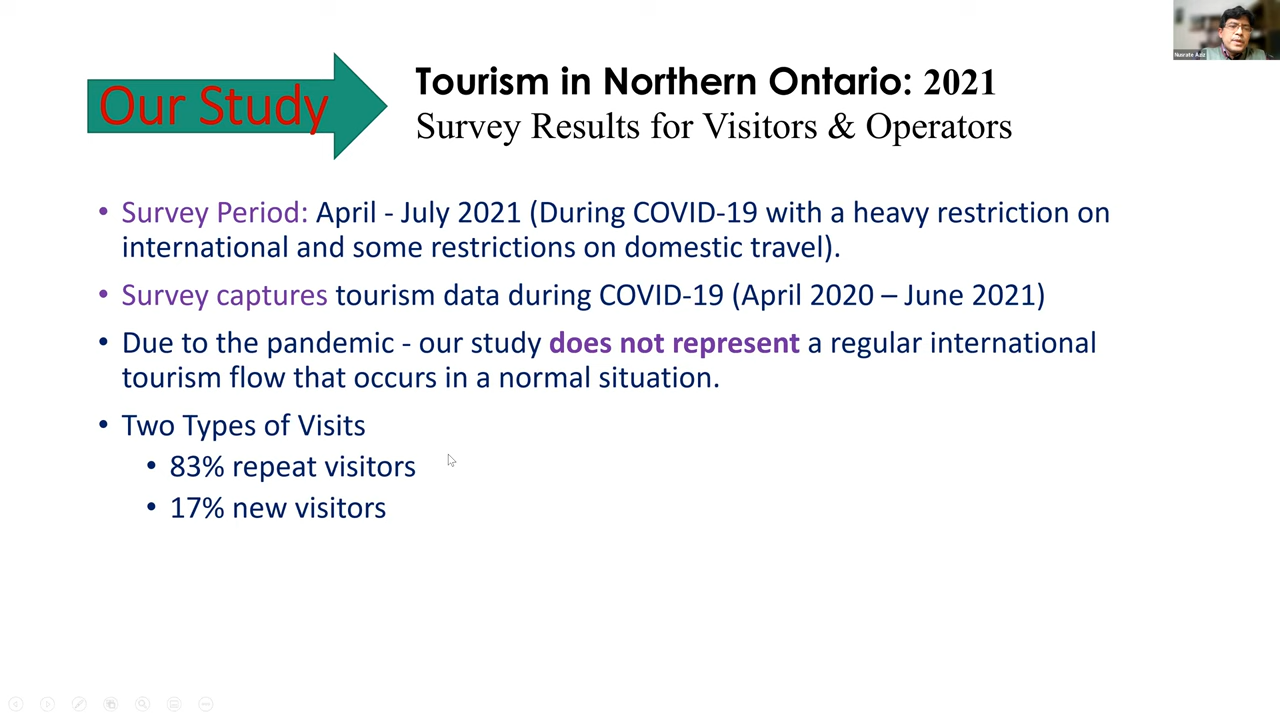 Our Study
Tourism in Northern Ontario: 2021
Survey Results for Visitors & Operators
• Survey Period: April - July 2021 (During COVID-19 with a heavy restriction on
international and some restrictions on domestic travel).
• Survey captures tourism data during COVID-19 (April 2020 – June 2021)
• Due to the pandemic - our study does not represent a regular international
tourism flow that occurs in a normal situation.
• Two Types of Visits
• 83% repeat visitors
• 17% new visitors
Nusrate Aziz